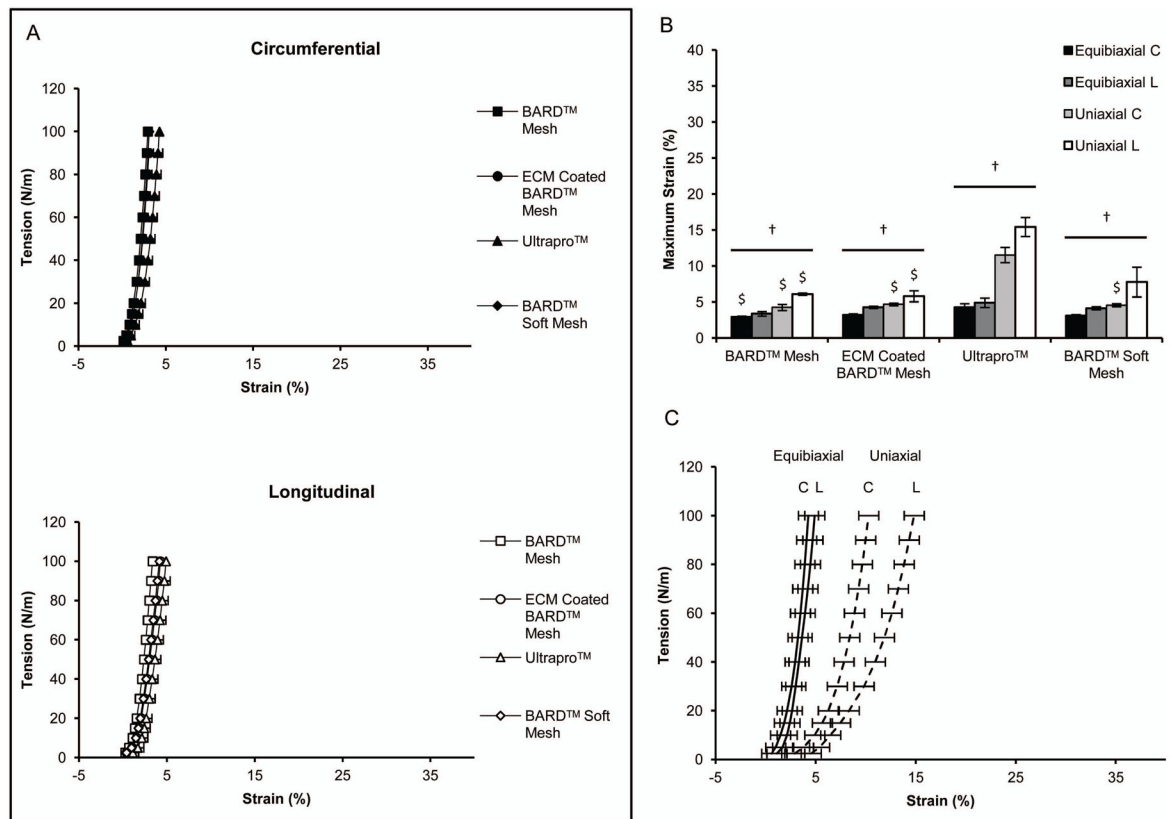 A
Circumferential
120
100
80
60
40
20
0
Tension (N/m)
-5
5
15
25
35
Strain (%)
BARD™
Mesh
ECM Coated
BARD™
Mesh
Ultrapro™
BARD™
Soft Mesh
Longitudinal
120
100
80
60
40
20
0
Tension (N/m)
-5
5
15
25
35
Strain (%)
BARD™
Mesh
ECM Coated
BARD™
Mesh
Ultrapro™
BARD™ Soft
Mesh
B
40
35
30
25
20
15
10
5
0
Maximum Strain (%)
Equibiaxial C
Equibiaxial L
Uniaxial C
Uniaxial L
† † † †
$ $ $ $ $ $
BARD™ Mesh
ECM Coated
BARD™ Mesh
Ultrapro™
BARD™ Soft
Mesh
C
Equibiaxial Uniaxial
C L C L
120
100
80
60
40
20
0
Tension (N/m)
-5
5
15
25
35
Strain (%)